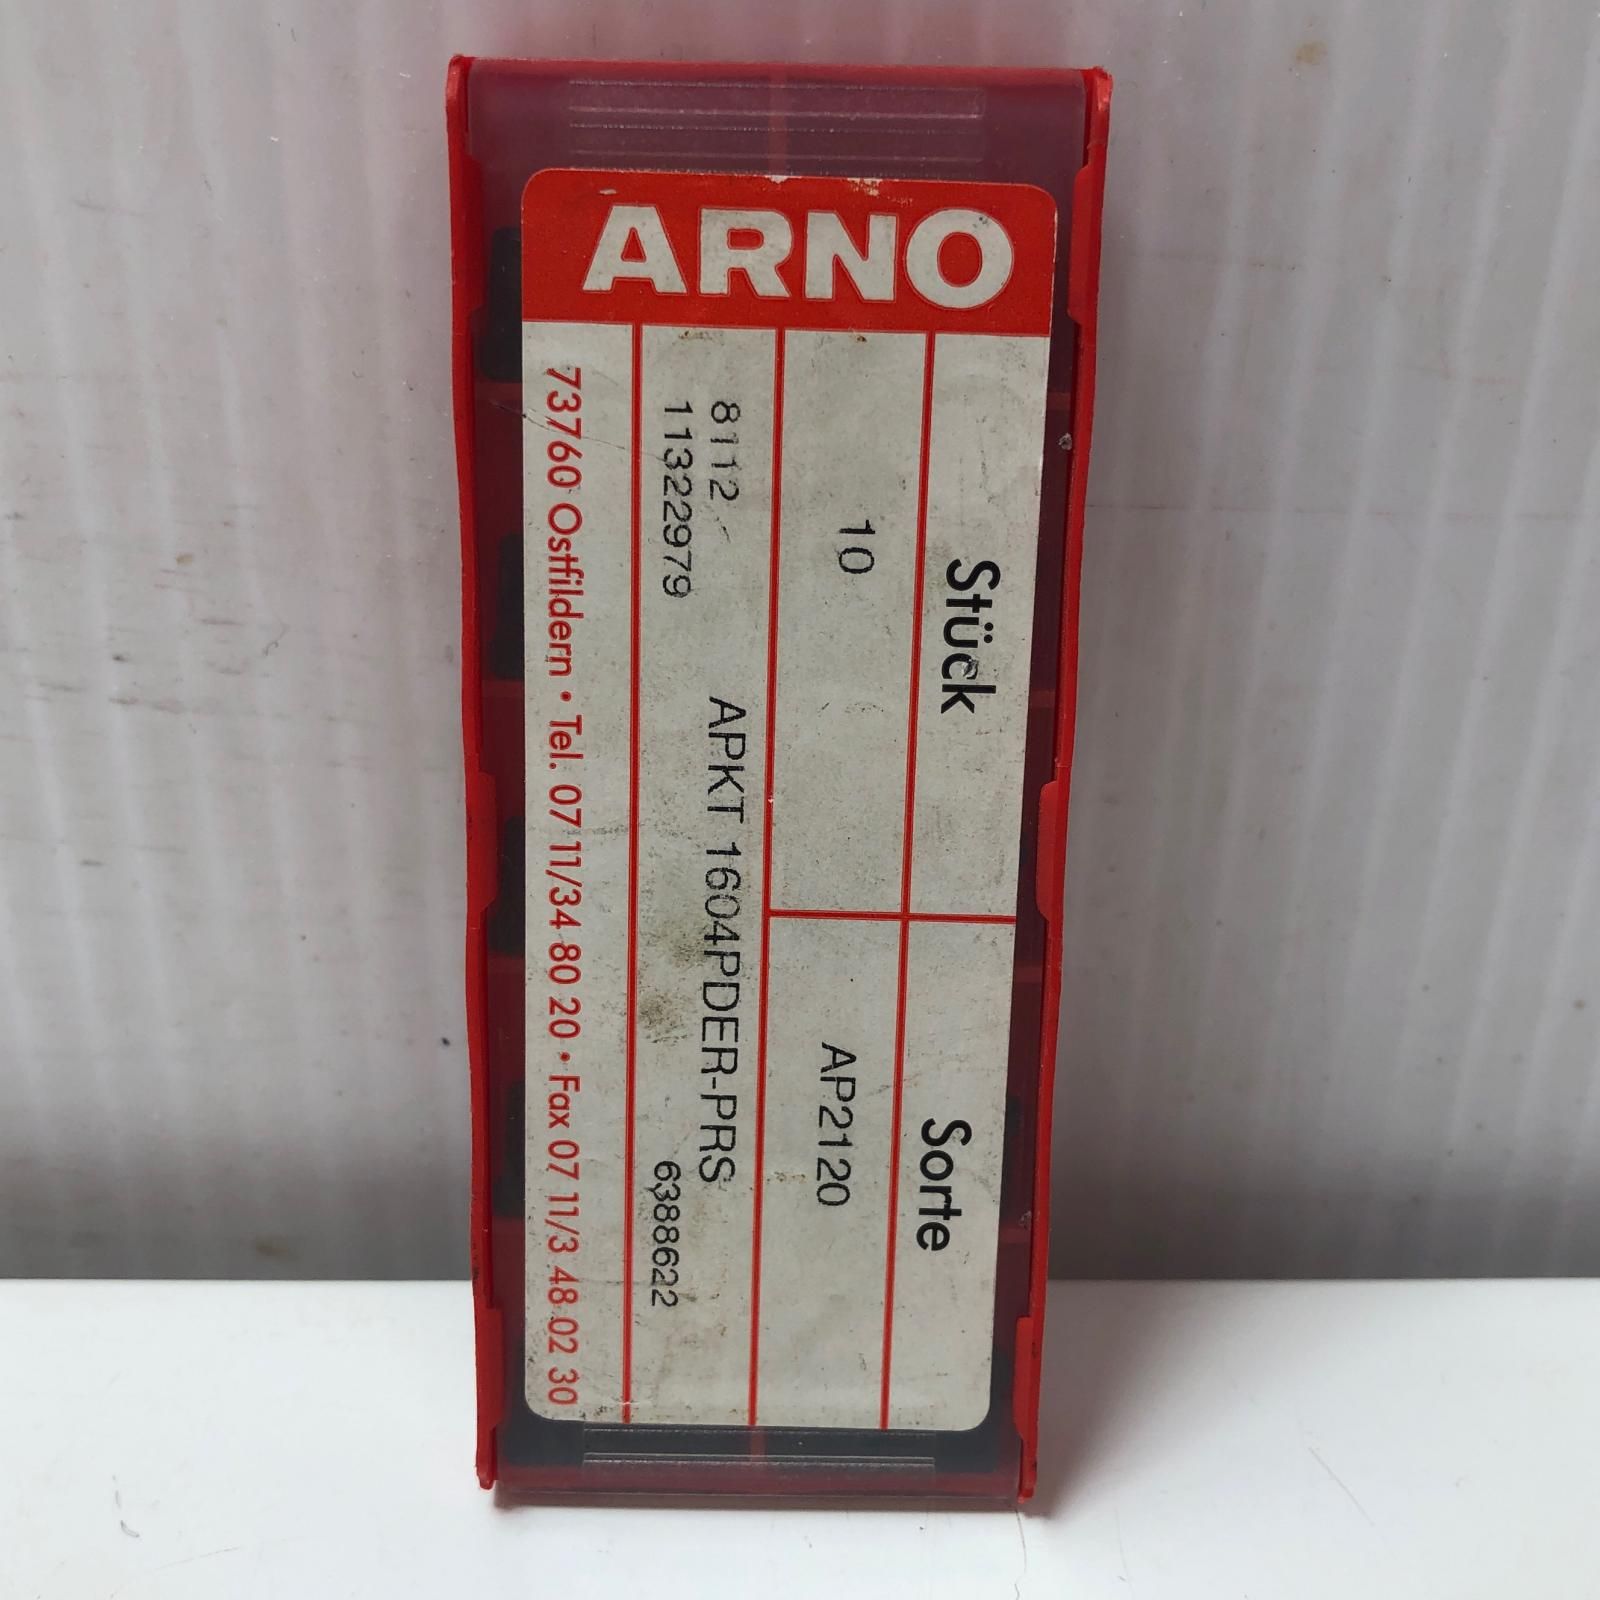 ARNO
Stück
Sorte
10
AP2120
8112 APKT 1604PDER-PRS
11322979
6388622
73760 Ostfildern • Tel. 07 11/34 80 20 • Fax 07 11/3 48 02 30